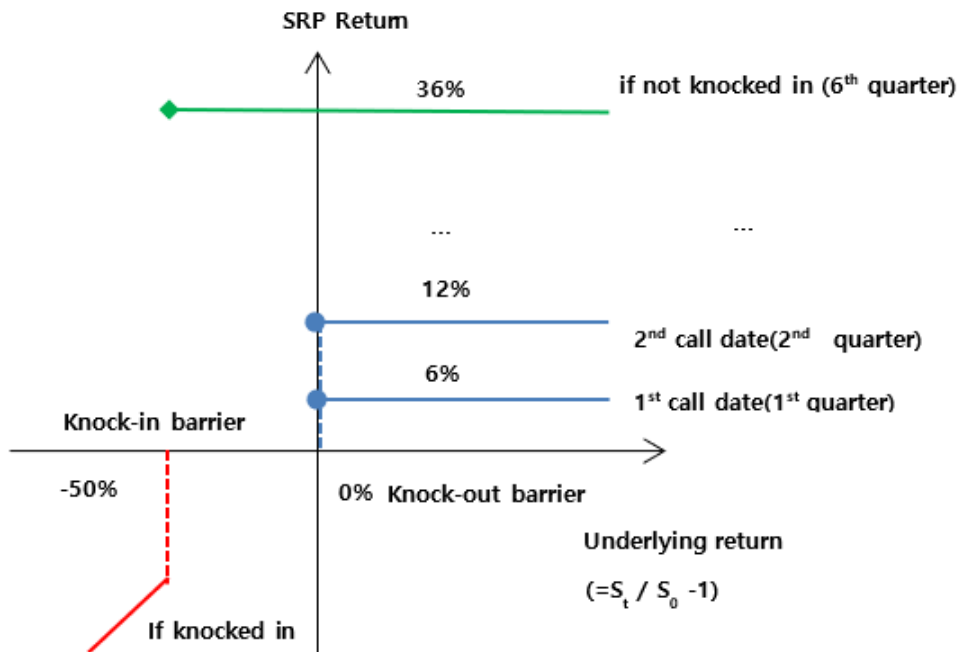 SRP Return
36%
if not knocked in (6th quarter)
...
...
12%
2nd call date(2nd quarter)
6%
1st call date(1st quarter)
Knock-in barrier
-50%
0% Knock-out barrier
Underlying return
(=St / S0 -1)
If knocked in